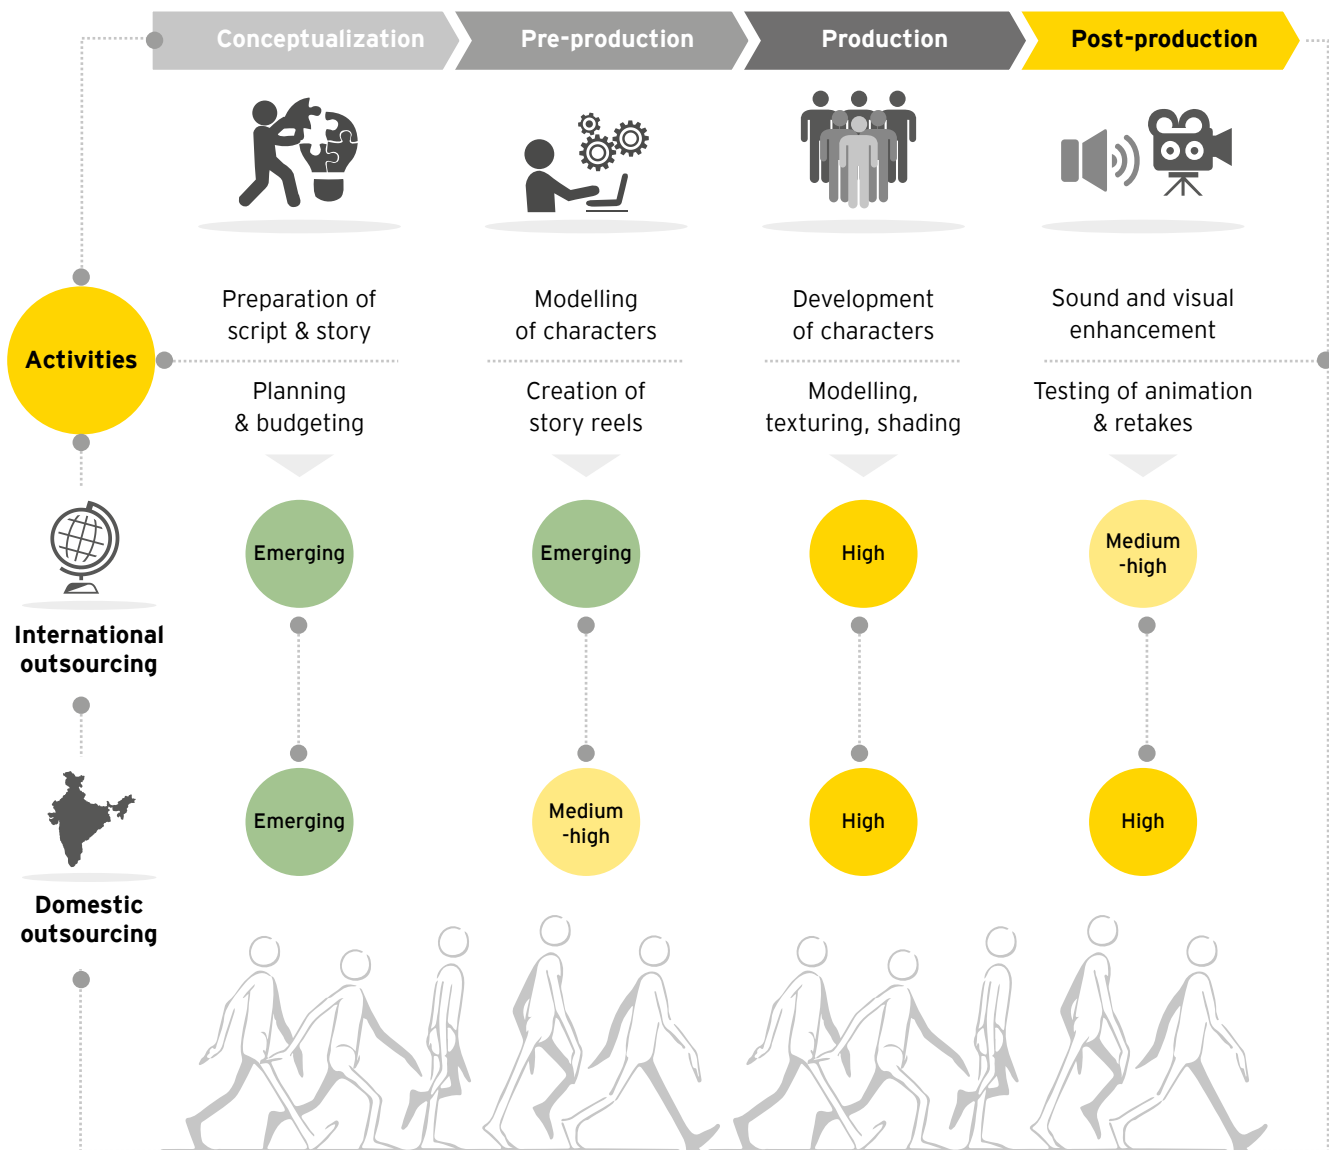 Conceptualization
Pre-production
Production
Post-production
Activities
Preparation of
script & story
Modelling
of characters
Development
of characters
Sound and visual
enhancement
Planning
& budgeting
Creation of
story reels
Modelling,
texturing, shading
Testing of animation
& retakes
International
outsourcing
Emerging
Emerging
High
Medium
-high
Domestic
outsourcing
Emerging
Medium
-high
High
High